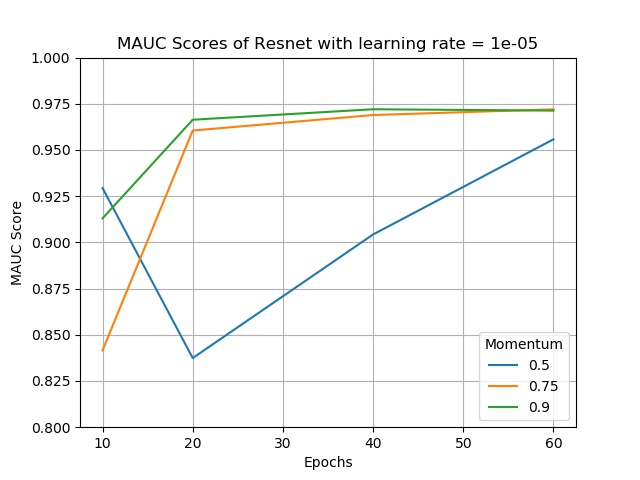 MAUC Scores of Resnet with learning rate = 1e-05
1.000
0.975
0.950
0.925
0.900
0.875
0.850
0.825
0.800
MAUC Score
10 20 30 40 50 60
Epochs
Momentum
0.5
0.75
0.9